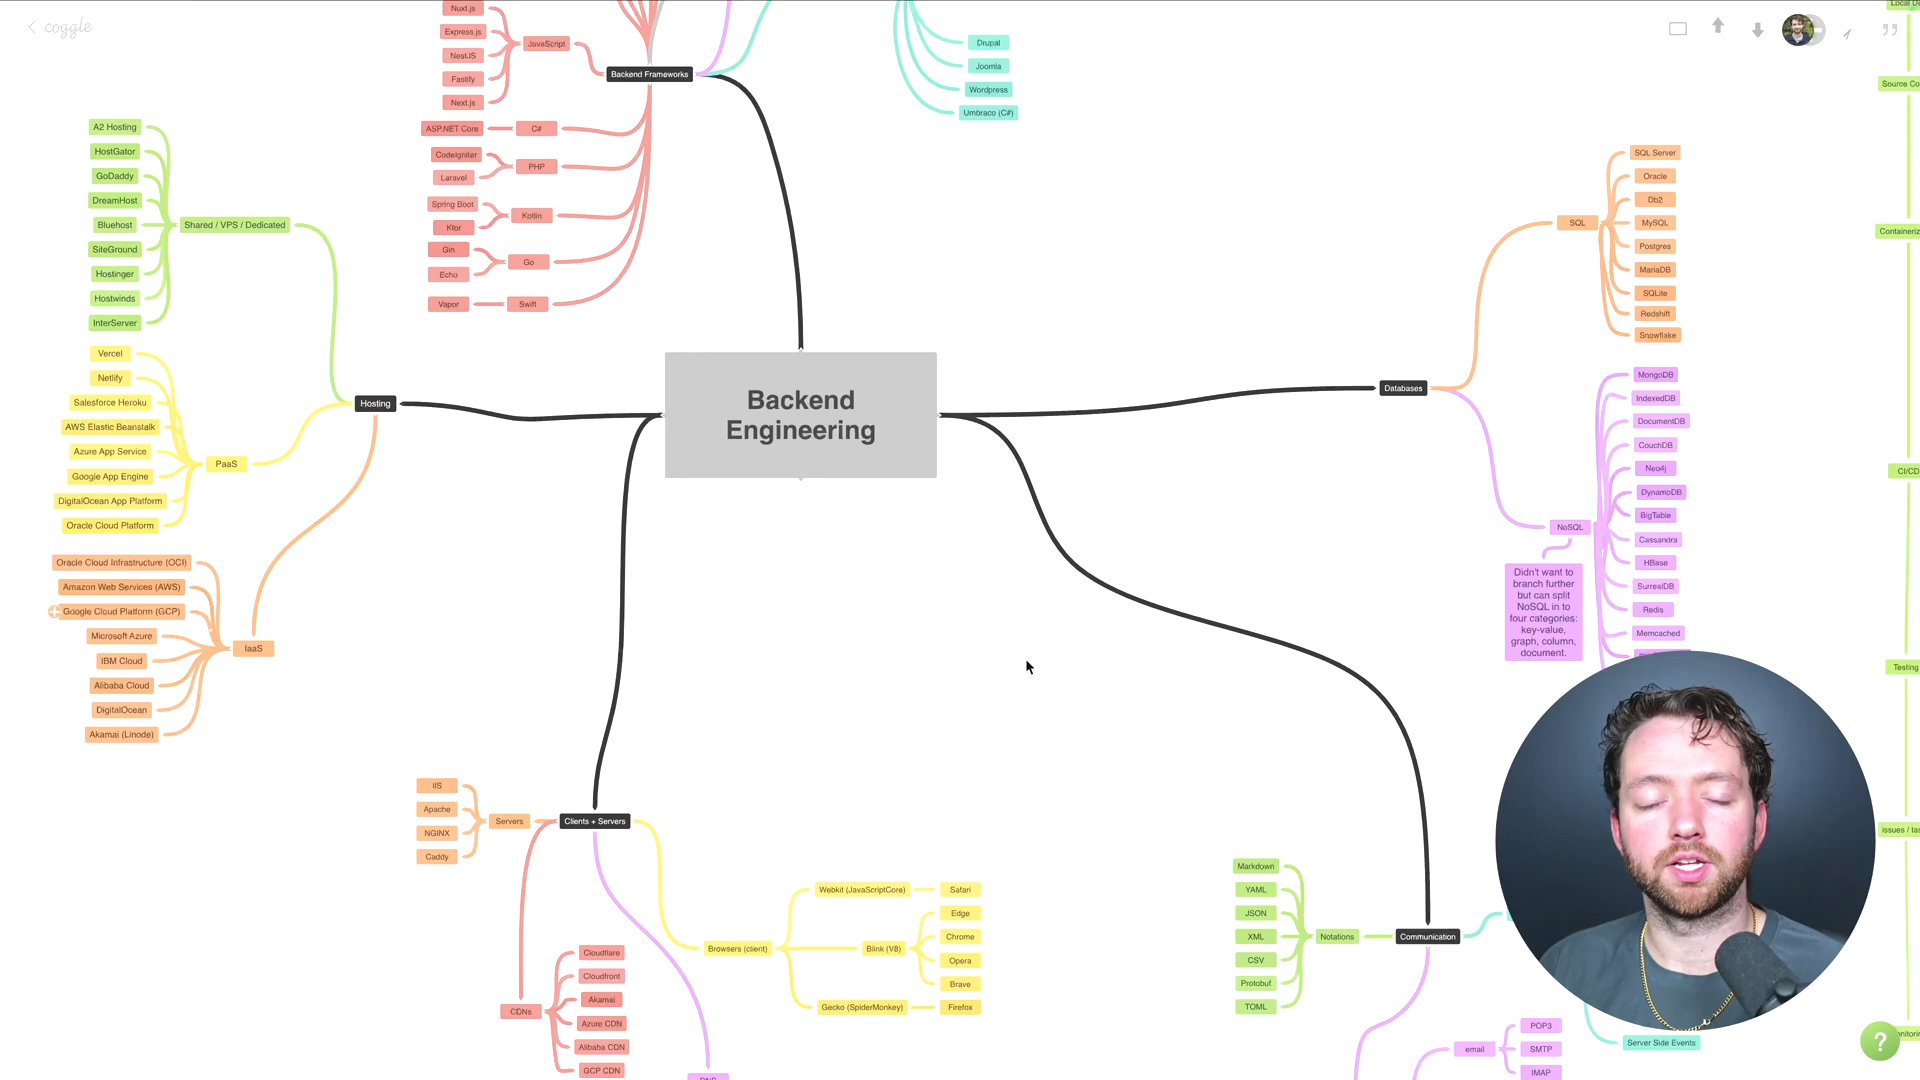 coggle
Nuxt.js
Express.js
NestJS
Fastify
Next.js
JavaScript
Backend Frameworks
ASP.NET Core
C#
CodeIgniter
Laravel
PHP
Spring Boot
Ktor
Kotlin
Gin
Echo
Go
Vapor
Swift
Drupal
Joomla
Wordpress
Umbraco (C#)
A2 Hosting
HostGator
GoDaddy
DreamHost
Bluehost
SiteGround
Hostinger
Hostwinds
InterServer
Shared / VPS / Dedicated
Vercel
Netlify
Salesforce Heroku
AWS Elastic Beanstalk
Azure App Service
Google App Engine
DigitalOcean App Platform
Oracle Cloud Platform
PaaS
Hosting
Oracle Cloud Infrastructure (OCI)
Amazon Web Services (AWS)
Google Cloud Platform (GCP)
Microsoft Azure
IBM Cloud
Alibaba Cloud
DigitalOcean
Akamai (Linode)
IaaS
Backend
Engineering
Databases
SQL
SQL Server
Oracle
Db2
MySQL
Postgres
MariaDB
SQLite
Redshift
Snowflake
NoSQL
MongoDB
IndexedDB
DocumentDB
CouchDB
Neo4j
DynamoDB
BigTable
Cassandra
HBase
SurrealDB
Redis
Memcached
Didn't want to
branch further
but can split
NoSQL in to
four categories:
key-value,
graph, column,
document.
Source Co
Containeriz
CI/CD
Testing
issues / tas
IIS
Apache
NGINX
Caddy
Servers
Clients + Servers
CDNs
Cloudflare
Cloudfront
Akamai
Azure CDN
Alibaba CDN
GCP CDN
Browsers (client)
Webkit (JavaScriptCore)
Safari
Blink (V8)
Edge
Chrome
Opera
Brave
Gecko (SpiderMonkey)
Firefox
Markdown
YAML
JSON
XML
CSV
Protobuf
TOML
Notations
Communication
email
POP3
SMTP
IMAP
Server Side Events
?